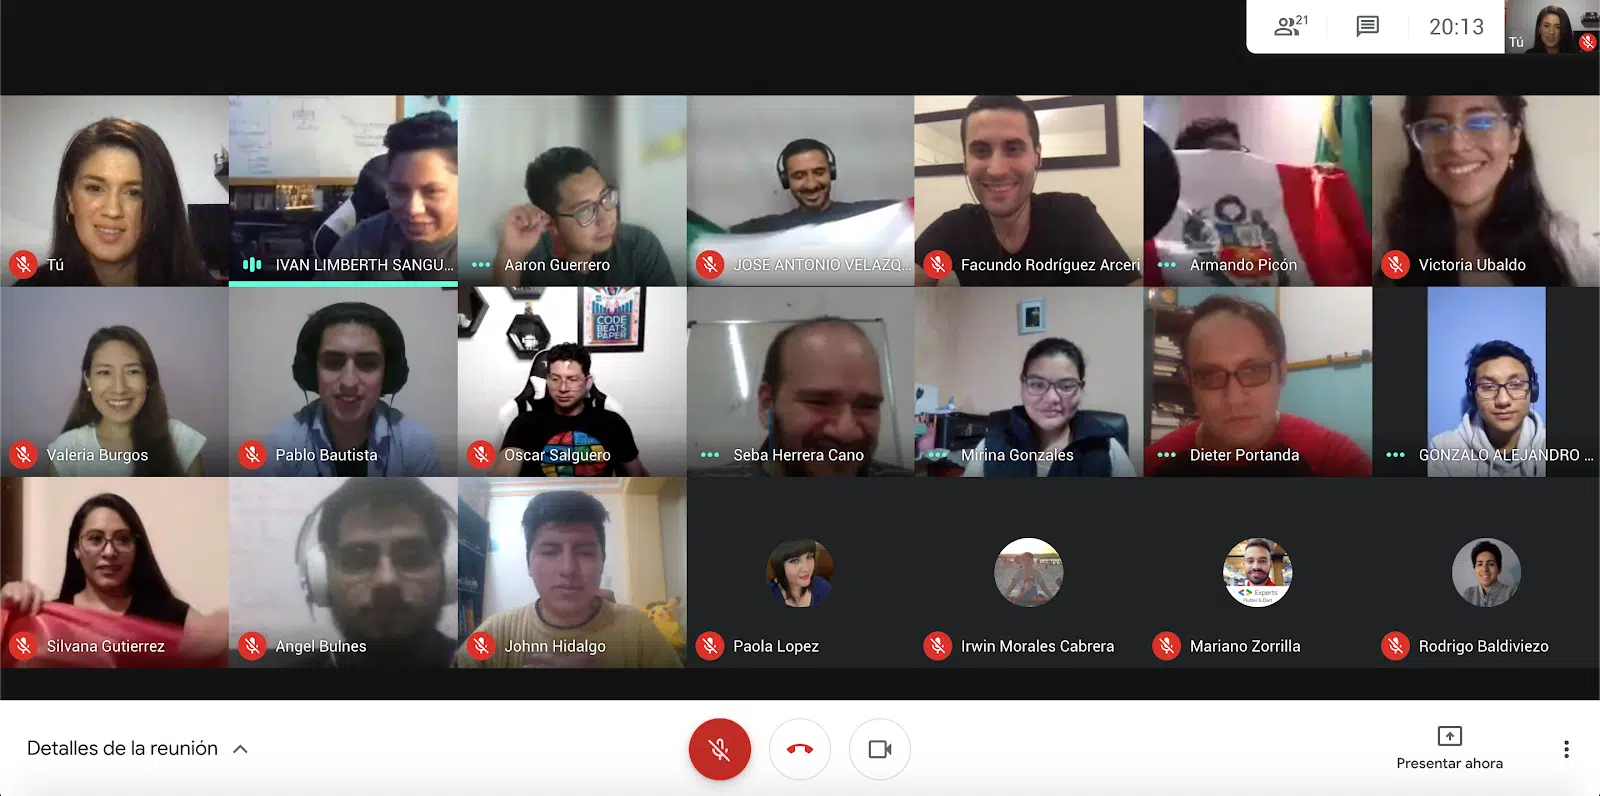 21
20:13
Tú
Tú
IVAN LIMBERTH SANGU...
Aaron Guerrero
JOSE ANTONIO VELAZQ...
Facundo Rodríguez Arceri
Armando Picón
Victoria Ubaldo
CODE
BEATS
PAPER
Valeria Burgos
Pablo Bautista
Oscar Salguero
Seba Herrera Cano
Mirina Gonzales
Dieter Portanda
GONZALO ALEJANDRO ...
Experts
Flutter & Dart
Silvana Gutierrez
Angel Bulnes
Johnn Hidalgo
Paola Lopez
Irwin Morales Cabrera
Mariano Zorrilla
Rodrigo Baldiviezo
Detalles de la reunión
Presentar ahora